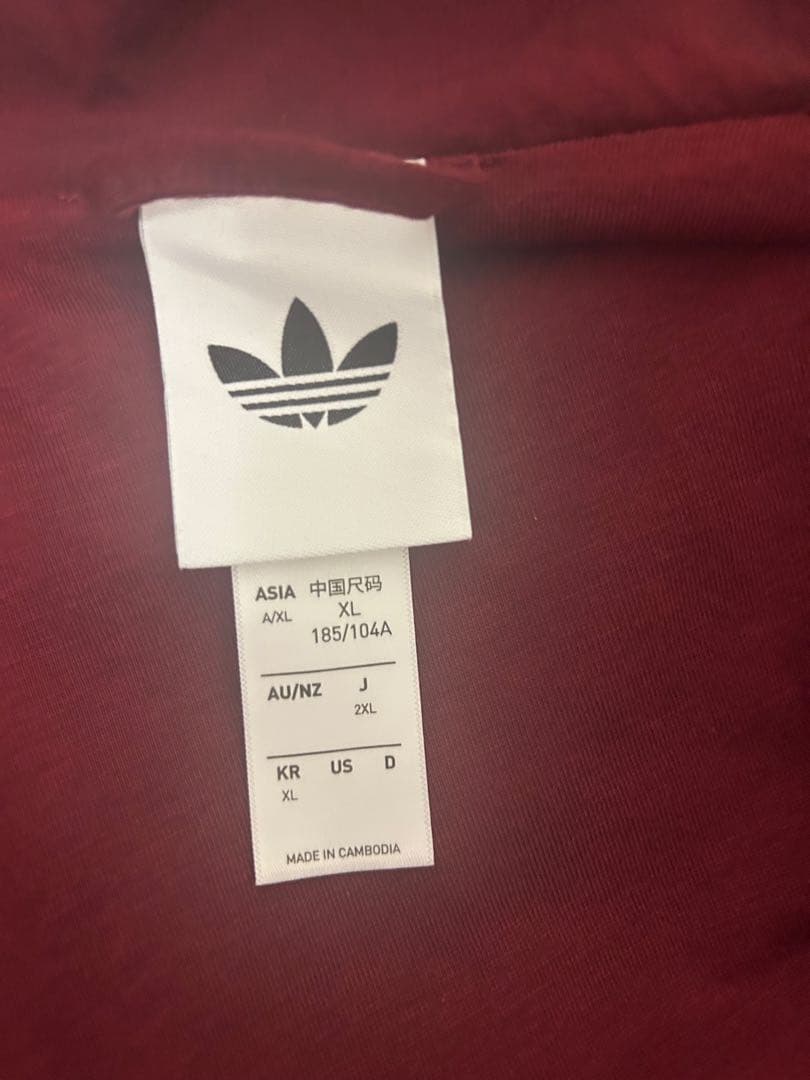 ASIA 中国尺码
A/XL XL
185/104A
AU/NZ J
2XL
KR US D
XL
MADE IN CAMBODIA